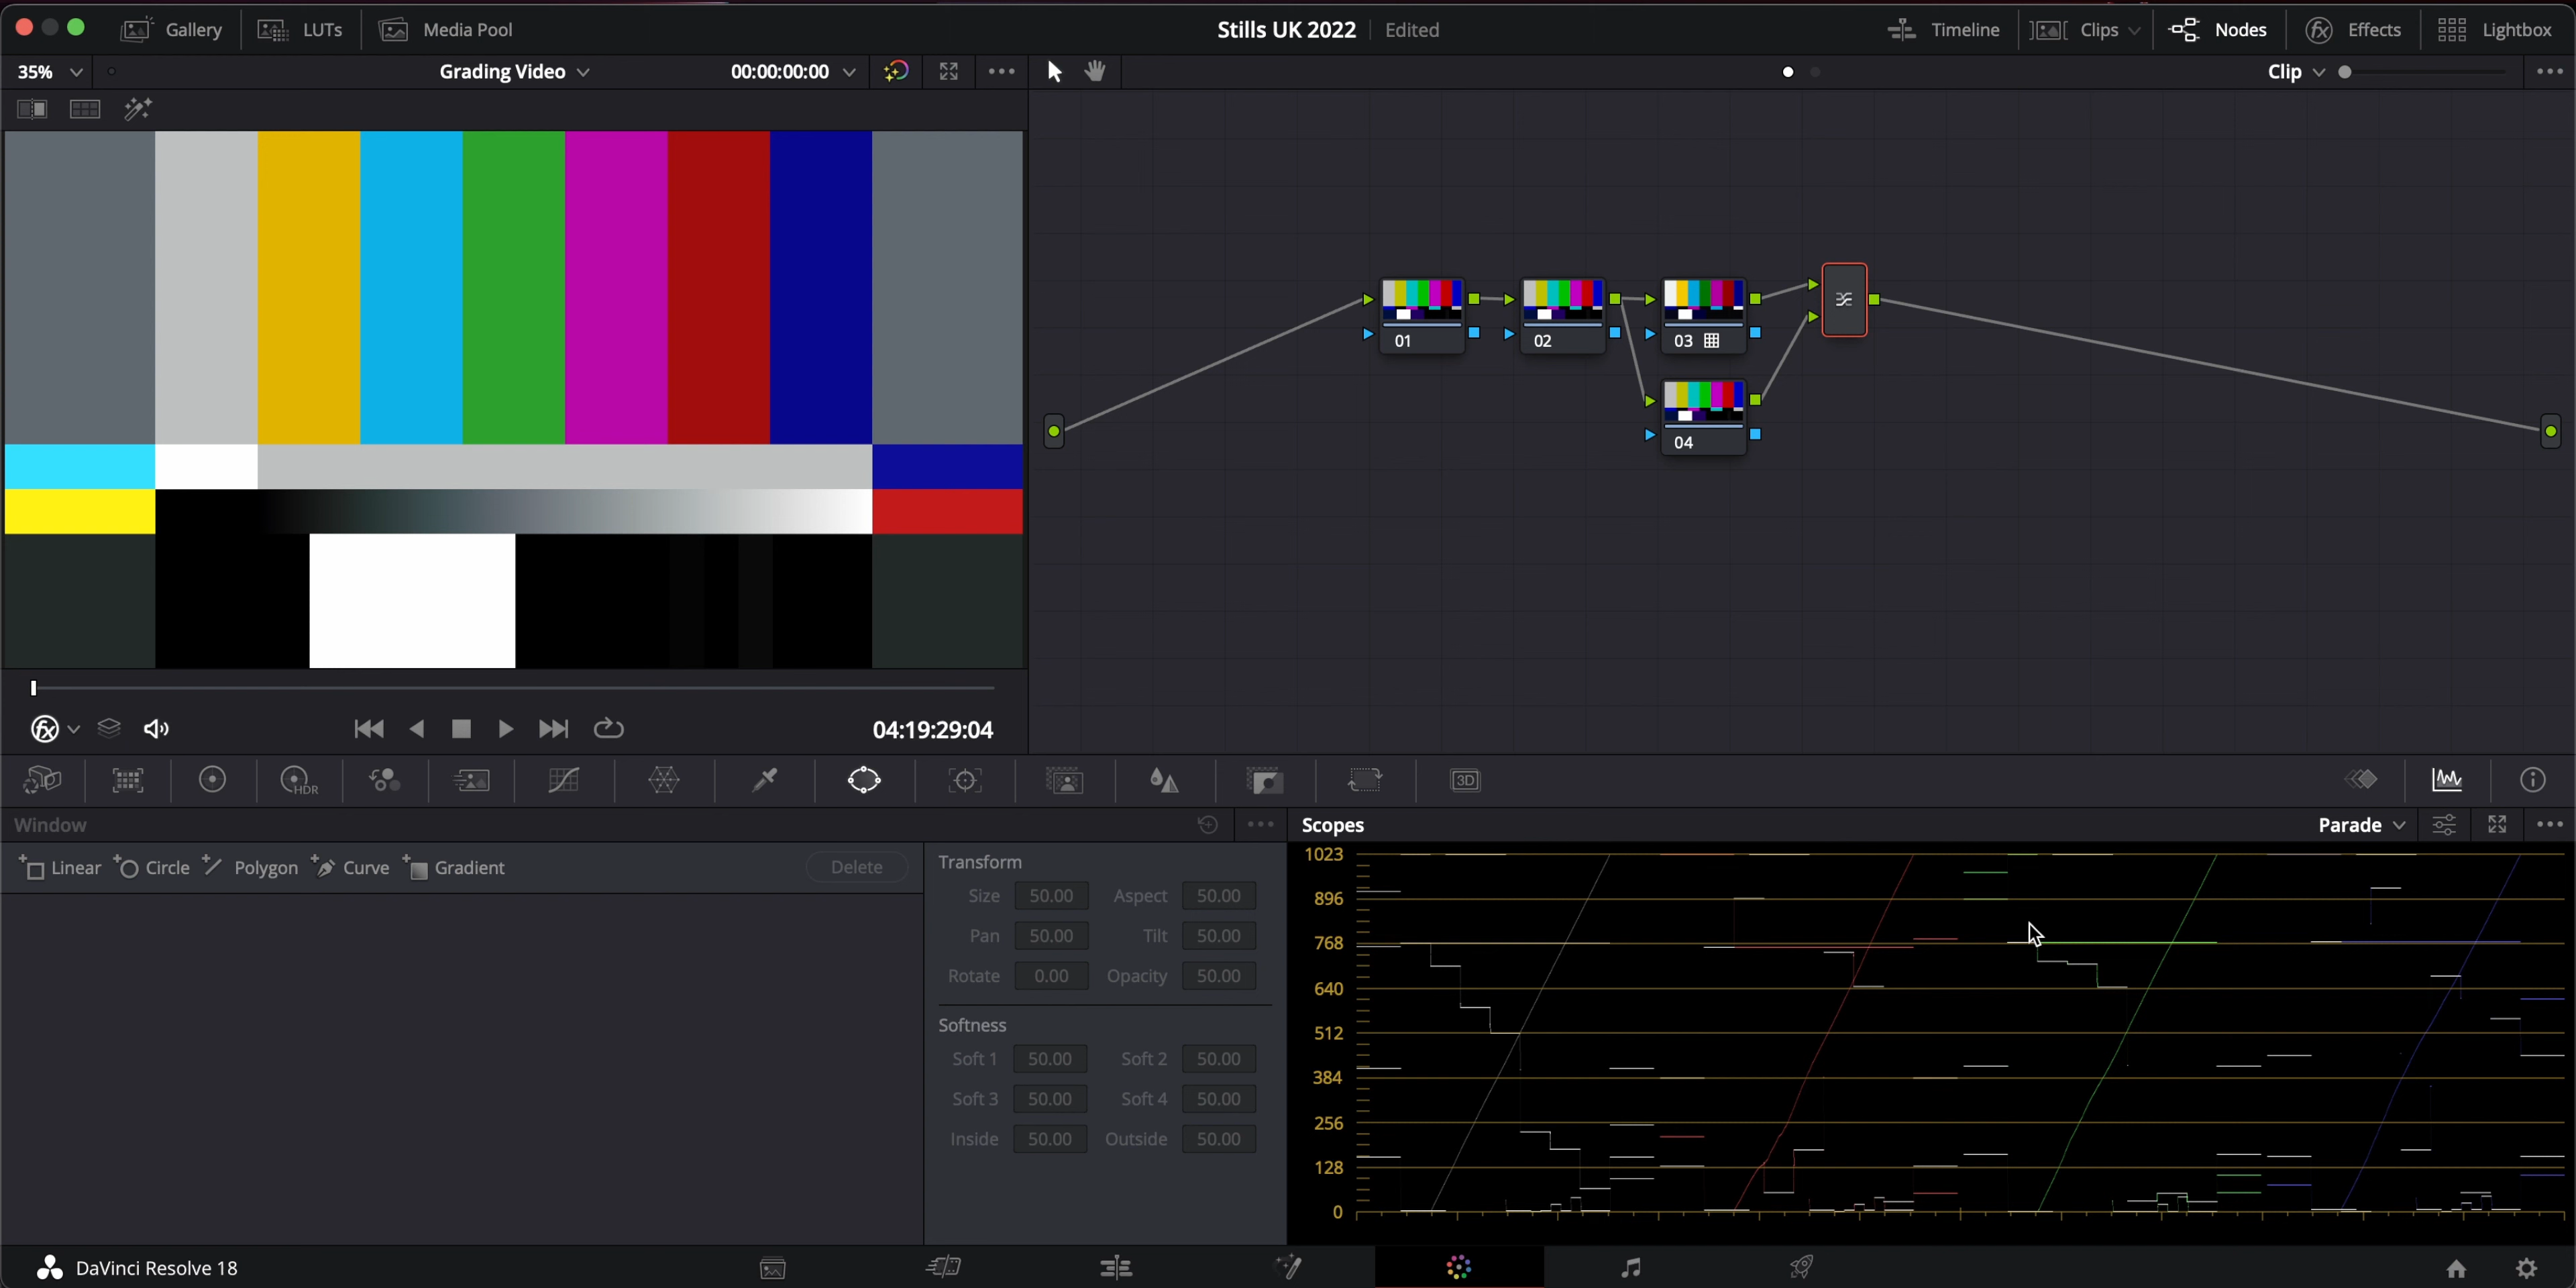 Gallery LUTs Media Pool Stills UK 2022 Edited Timeline Clips Nodes Effects Lightbox
35% Grading Video 00:00:00:00 Clip
01 02 03
04
04:19:29:04
HDR 3D
Window
Scopes Parade
Linear Circle Polygon Curve Gradient Delete
Transform
Size 50.00 Aspect 50.00
Pan 50.00 Tilt 50.00
Rotate 0.00 Opacity 50.00
Softness
Soft 1 50.00 Soft 2 50.00
Soft 3 50.00 Soft 4 50.00
Inside 50.00 Outside 50.00
1023
896
768
640
512
384
256
128
0
DaVinci Resolve 18